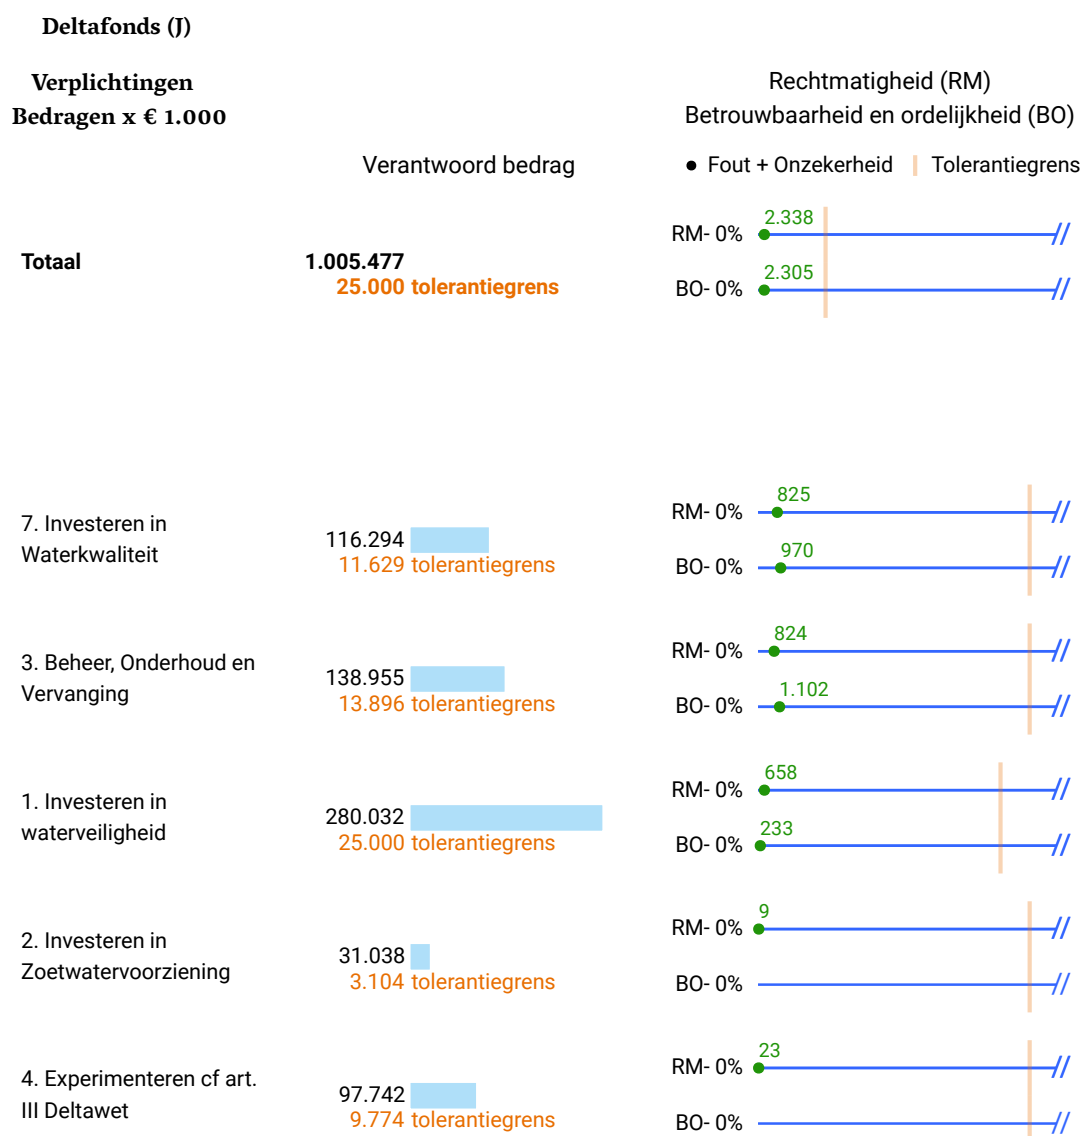 Deltafonds (J)
Verplichtingen
Bedragen x € 1.000
Rechtmatigheid (RM)
Betrouwbaarheid en ordelijkheid (BO)
Verantwoord bedrag
Fout + Onzekerheid
Tolerantiegrens
Totaal
1.005.477
25.000 tolerantiegrens
RM- 0%
2.338
BO- 0%
2.305
7. Investeren in
Waterkwaliteit
116.294
11.629 tolerantiegrens
RM- 0%
825
BO- 0%
970
3. Beheer, Onderhoud en
Vervanging
138.955
13.896 tolerantiegrens
RM- 0%
824
BO- 0%
1.102
1. Investeren in
waterveiligheid
280.032
25.000 tolerantiegrens
RM- 0%
658
BO- 0%
233
2. Investeren in
Zoetwatervoorziening
31.038
3.104 tolerantiegrens
RM- 0%
9
BO- 0%
4. Experimenteren cf art.
III Deltawet
97.742
9.774 tolerantiegrens
RM- 0%
23
BO- 0%